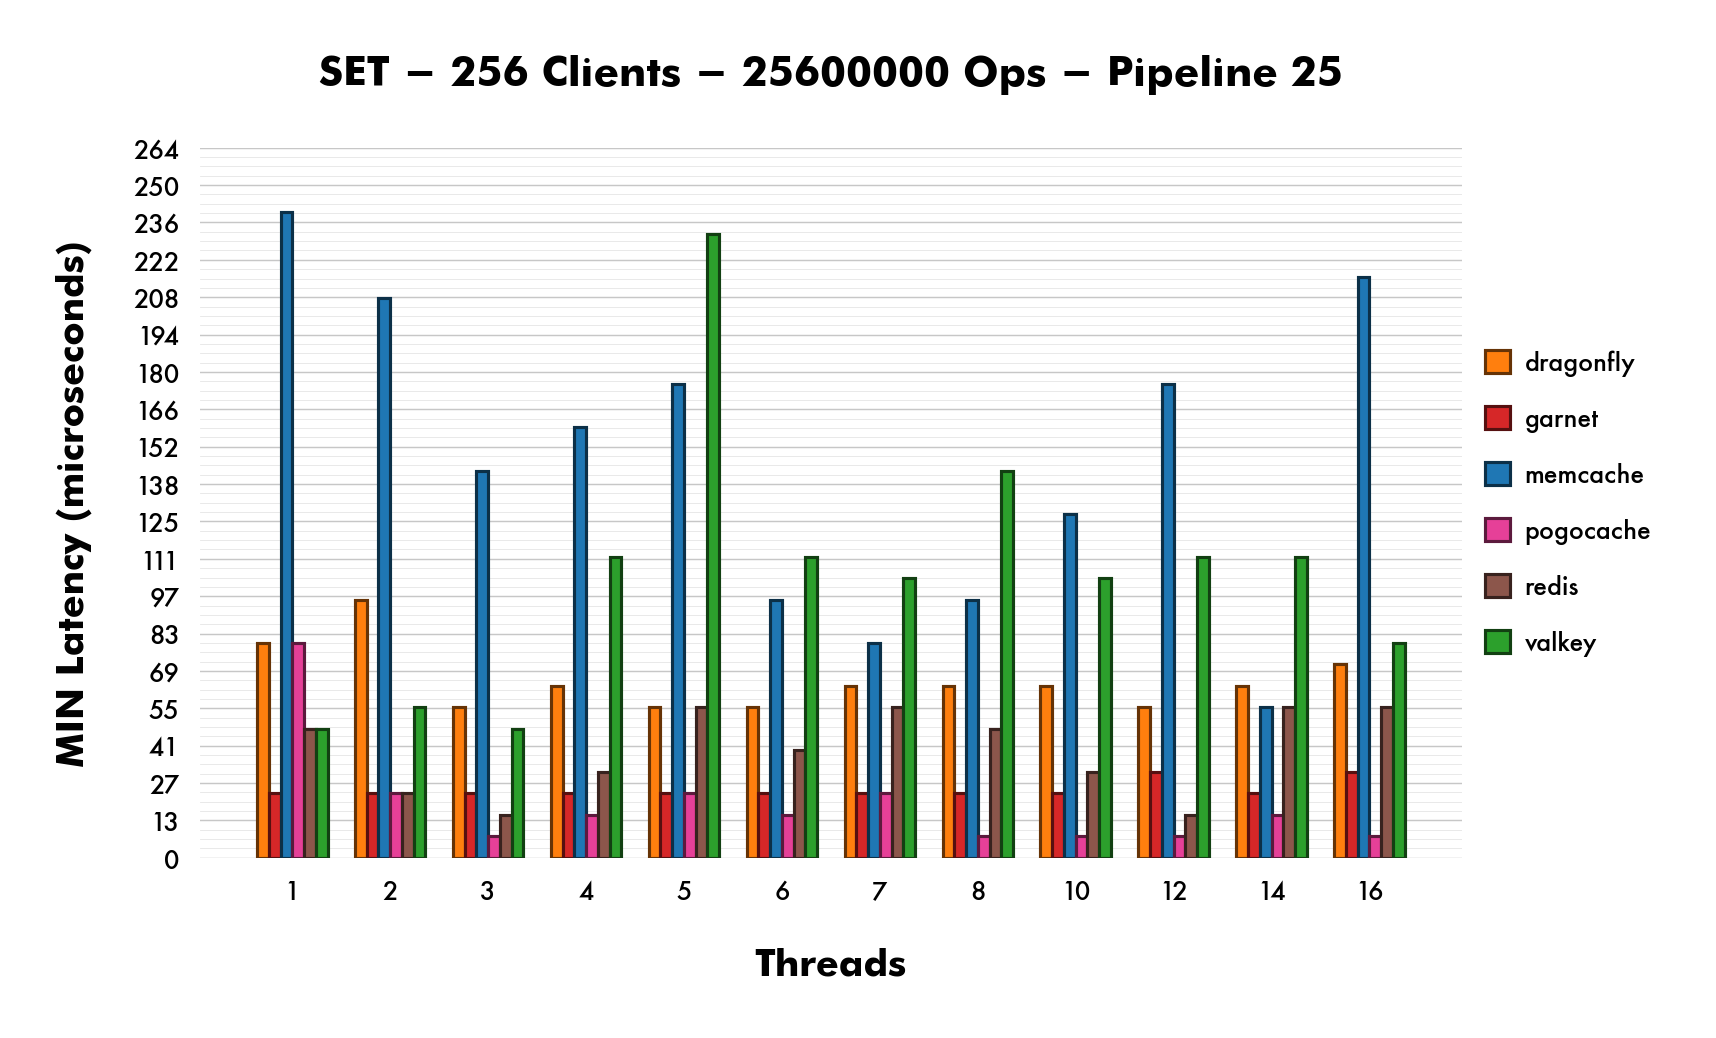 SET – 256 Clients – 25600000 Ops – Pipeline 25
MIN Latency (microseconds)
264
250
236
222
208
194
180
166
152
138
125
111
97
83
69
55
41
27
13
0
1 2 3 4 5 6 7 8 10 12 14 16
Threads
dragonfly
garnet
memcache
pogocache
redis
valkey